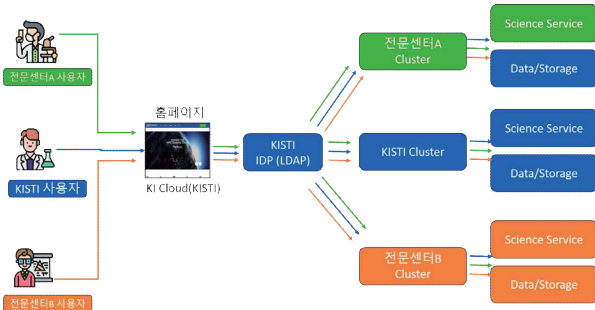 전문센터A 사용자
KISTI 사용자
전문센터B 사용자
홈페이지
KI Cloud(KISTI)
KISTI
IDP (LDAP)
전문센터A
Cluster
Science Service
Data/Storage
KISTI Cluster
Science Service
Data/Storage
전문센터B
Cluster
Science Service
Data/Storage